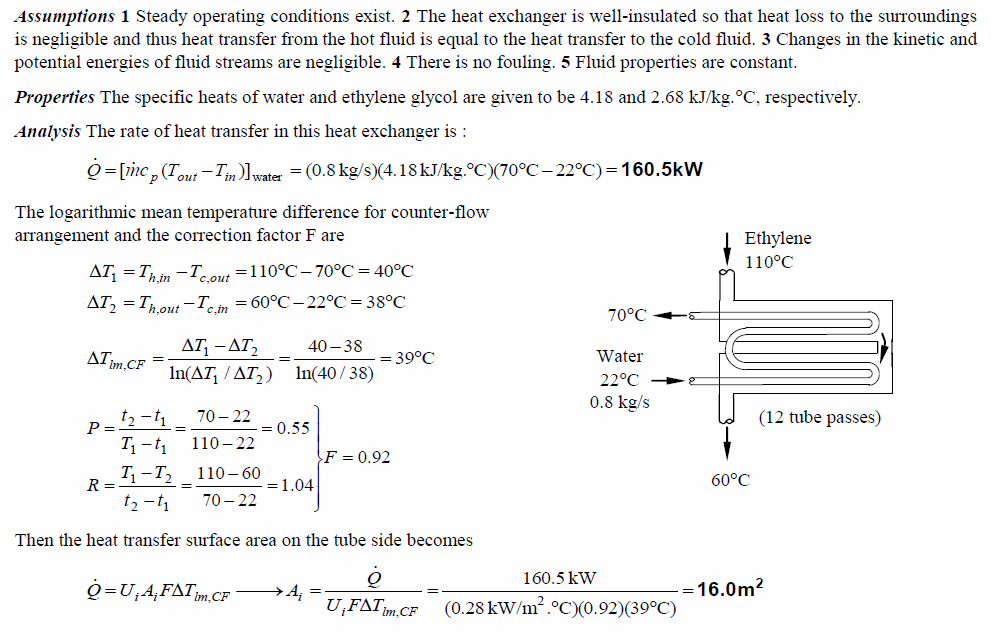 Assumptions 1 Steady operating conditions exist. 2 The heat exchanger is well-insulated so that heat loss to the surroundings
is negligible and thus heat transfer from the hot fluid is equal to the heat transfer to the cold fluid. 3 Changes in the kinetic and
potential energies of fluid streams are negligible. 4 There is no fouling. 5 Fluid properties are constant.
Properties The specific heats of water and ethylene glycol are given to be 4.18 and 2.68 kJ/kg.°C, respectively.
Analysis The rate of heat transfer in this heat exchanger is :
Q̇ = [ṁc_p(T_out − T_in)]_water = (0.8 kg/s)(4.18 kJ/kg.°C)(70°C − 22°C) = 160.5kW
The logarithmic mean temperature difference for counter-flow
arrangement and the correction factor F are
ΔT_1 = T_h,in − T_c,out = 110°C − 70°C = 40°C
ΔT_2 = T_h,out − T_c,in = 60°C − 22°C = 38°C
ΔT_lm,CF = (ΔT_1 − ΔT_2) / ln(ΔT_1 / ΔT_2) = (40 − 38) / ln(40 / 38) = 39°C
P = (t_2 − t_1) / (T_1 − t_1) = (70 − 22) / (110 − 22) = 0.55
R = (T_1 − T_2) / (t_2 − t_1) = (110 − 60) / (70 − 22) = 1.04
} F = 0.92
Ethylene
110°C
70°C
Water
22°C
0.8 kg/s
(12 tube passes)
60°C
Then the heat transfer surface area on the tube side becomes
Q̇ = U_i A_i F ΔT_lm,CF ⟶ A_i = Q̇ / (U_i F ΔT_lm,CF) = 160.5 kW / ((0.28 kW/m².°C)(0.92)(39°C)) = 16.0m²